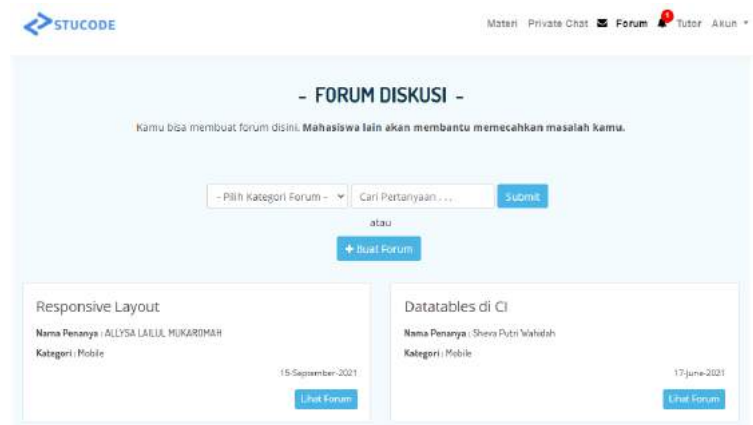 STUCODE
Materi Private Chat Forum 1 Tutor Akun
- FORUM DISKUSI -
Kamu bisa membuat forum disini. Mahasiswa lain akan membantu memecahkan masalah kamu.
- Pilih Kategori Forum - Cari Pertanyaan . . . Submit
atau
+ Buat Forum
Responsive Layout
Nama Penanya : ALLYSA LAILUL MUKAROMAH
Kategori : Mobile
15-September-2021
Lihat Forum
Datatables di CI
Nama Penanya : Sheva Putri Wahidah
Kategori : Mobile
17-June-2021
Lihat Forum